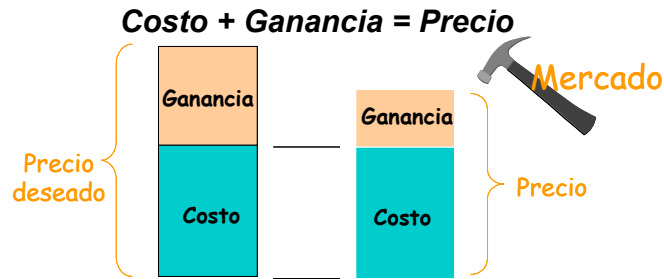 Costo + Ganancia = Precio
Mercado
Ganancia
Ganancia
Precio
deseado
Costo
Costo
Precio